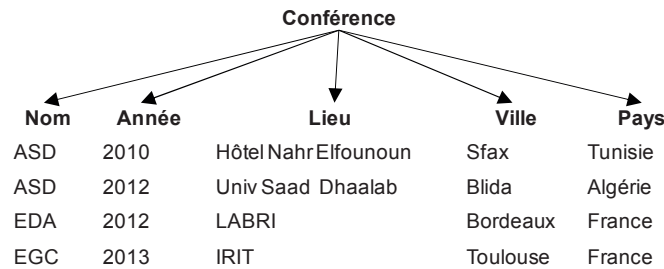 Conférence
Nom Année Lieu Ville Pays
ASD 2010 Hôtel Nahr Elfounoun Sfax Tunisie
ASD 2012 Univ Saad Dhaalab Blida Algérie
EDA 2012 LABRI Bordeaux France
EGC 2013 IRIT Toulouse France